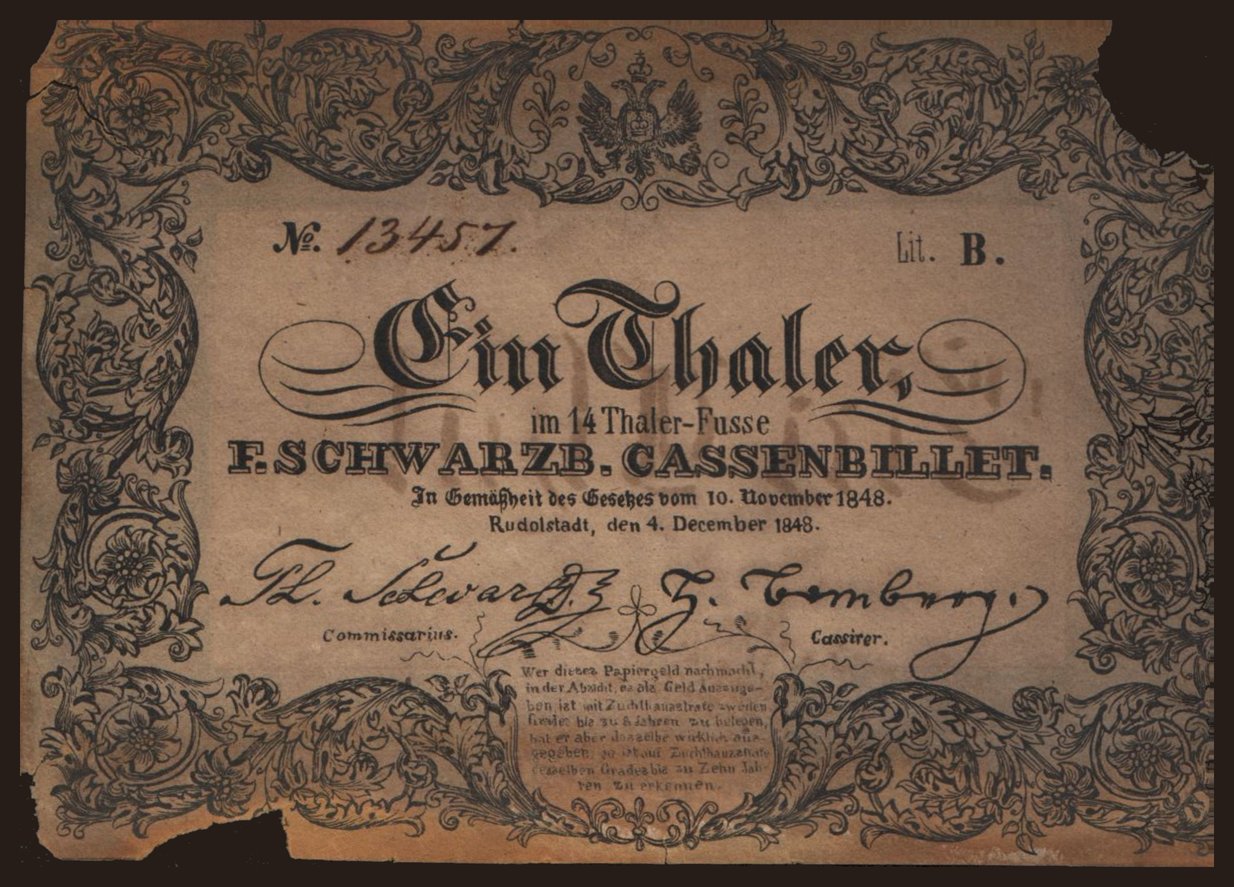 No. 13457.
Lit. B.
Ein Thaler,
im 14 Thaler-Fusse
F. SCHWARZB. CASSENBILLET.
In Gemäßheit des Gesetzes vom 10. November 1848.
Rudolstadt, den 4. December 1848.
Th. Schwartz
Commissarius.
Cassirer.
Wer dieses Papiergeld nachmacht,
in der Absicht, es als Geld auszuge-
ben, ist mit Zuchthausstrafe zweiten
Grades bis zu 6 Jahren zu belegen,
hat er aber dasselbe wirklich aus-
gegeben, so ist auf Zuchthausstrafe
desselben Grades bis zu Zehn Jah-
ren zu erkennen.